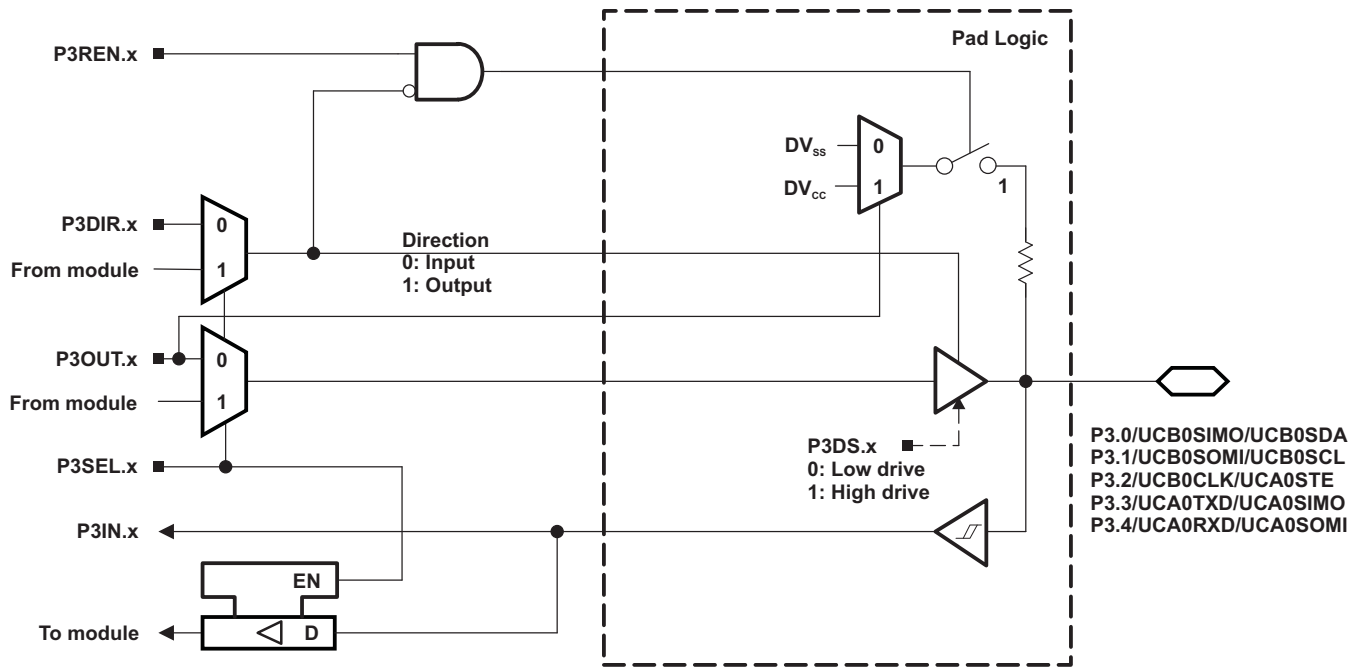 Pad Logic
P3REN.x
DVSS
0
DVCC
1
1
P3DIR.x
0
From module
1
Direction
0: Input
1: Output
P3OUT.x
0
From module
1
P3DS.x
0: Low drive
1: High drive
P3SEL.x
P3.0/UCB0SIMO/UCB0SDA
P3.1/UCB0SOMI/UCB0SCL
P3.2/UCB0CLK/UCA0STE
P3.3/UCA0TXD/UCA0SIMO
P3.4/UCA0RXD/UCA0SOMI
P3IN.x
EN
To module
D